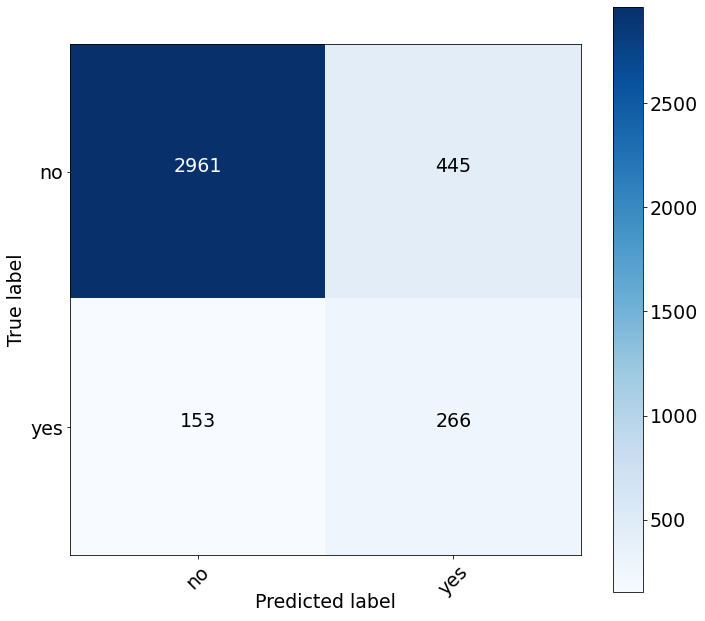 2500
no 2961 445
2000
True label
1500
1000
yes 153 266
500
no yes
Predicted label